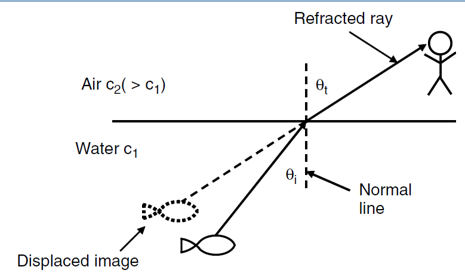 Refracted ray
Air c₂( > c₁)
θₜ
Water c₁
θᵢ
Normal
line
Displaced image